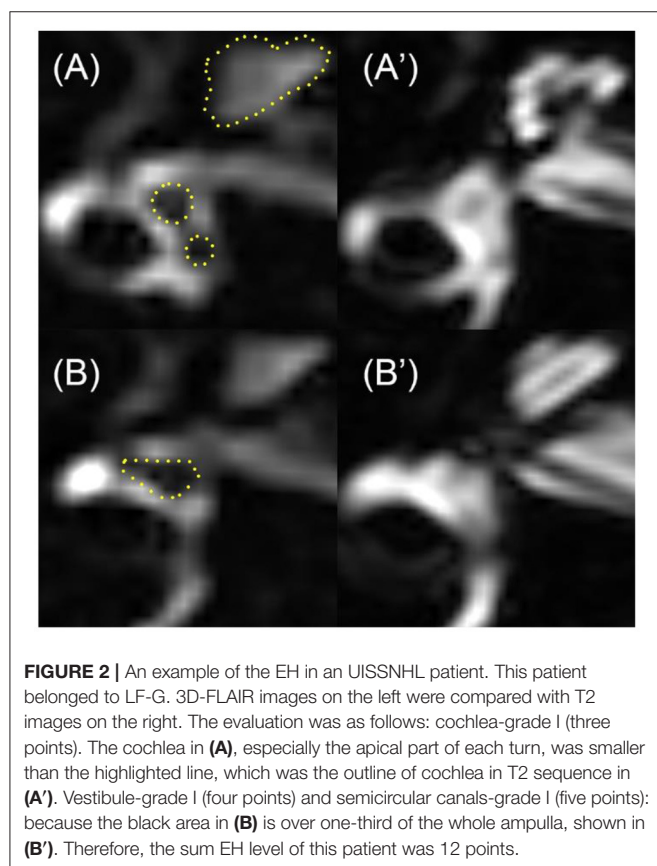 (A)
(A')
(B)
(B')
FIGURE 2 | An example of the EH in an UISSNHL patient. This patient
belonged to LF-G. 3D-FLAIR images on the left were compared with T2
images on the right. The evaluation was as follows: cochlea-grade I (three
points). The cochlea in (A), especially the apical part of each turn, was smaller
than the highlighted line, which was the outline of cochlea in T2 sequence in
(A′). Vestibule-grade I (four points) and semicircular canals-grade I (five points):
because the black area in (B) is over one-third of the whole ampulla, shown in
(B′). Therefore, the sum EH level of this patient was 12 points.